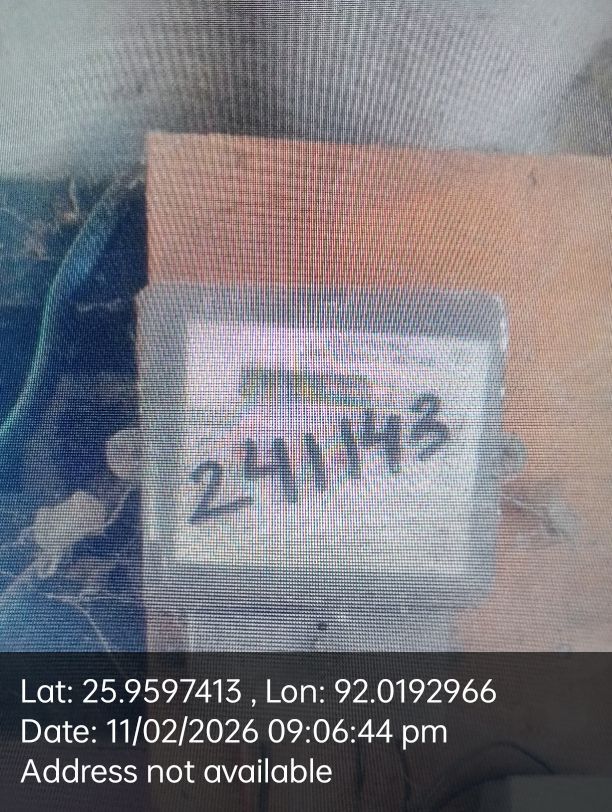 241143
Lat: 25.9597413 , Lon: 92.0192966
Date: 11/02/2026 09:06:44 pm
Address not available